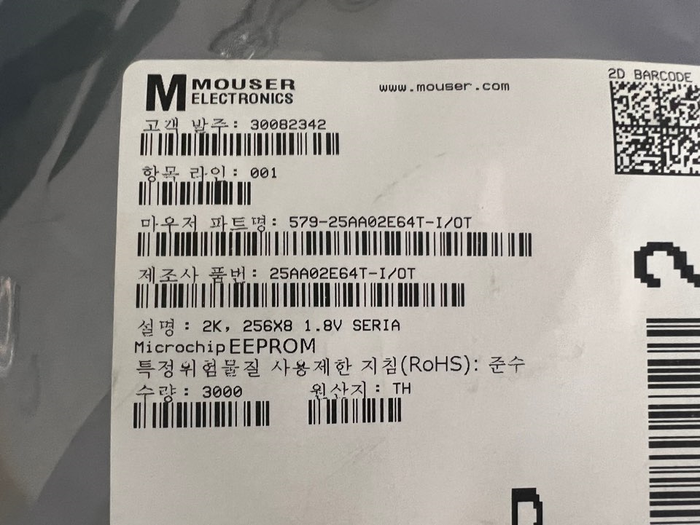 MOUSER
ELECTRONICS
www.mouser.com
2D BARCODE
고객 발주: 30082342
항목 라인: 001
마우저 파트명: 579-25AA02E64T-I/OT
제조사 품번: 25AA02E64T-I/OT
설명: 2K, 256X8 1.8V SERIA
Microchip EEPROM
특정위험물질 사용제한 지침(RoHS): 준수
수량: 3000 원산지: TH
2